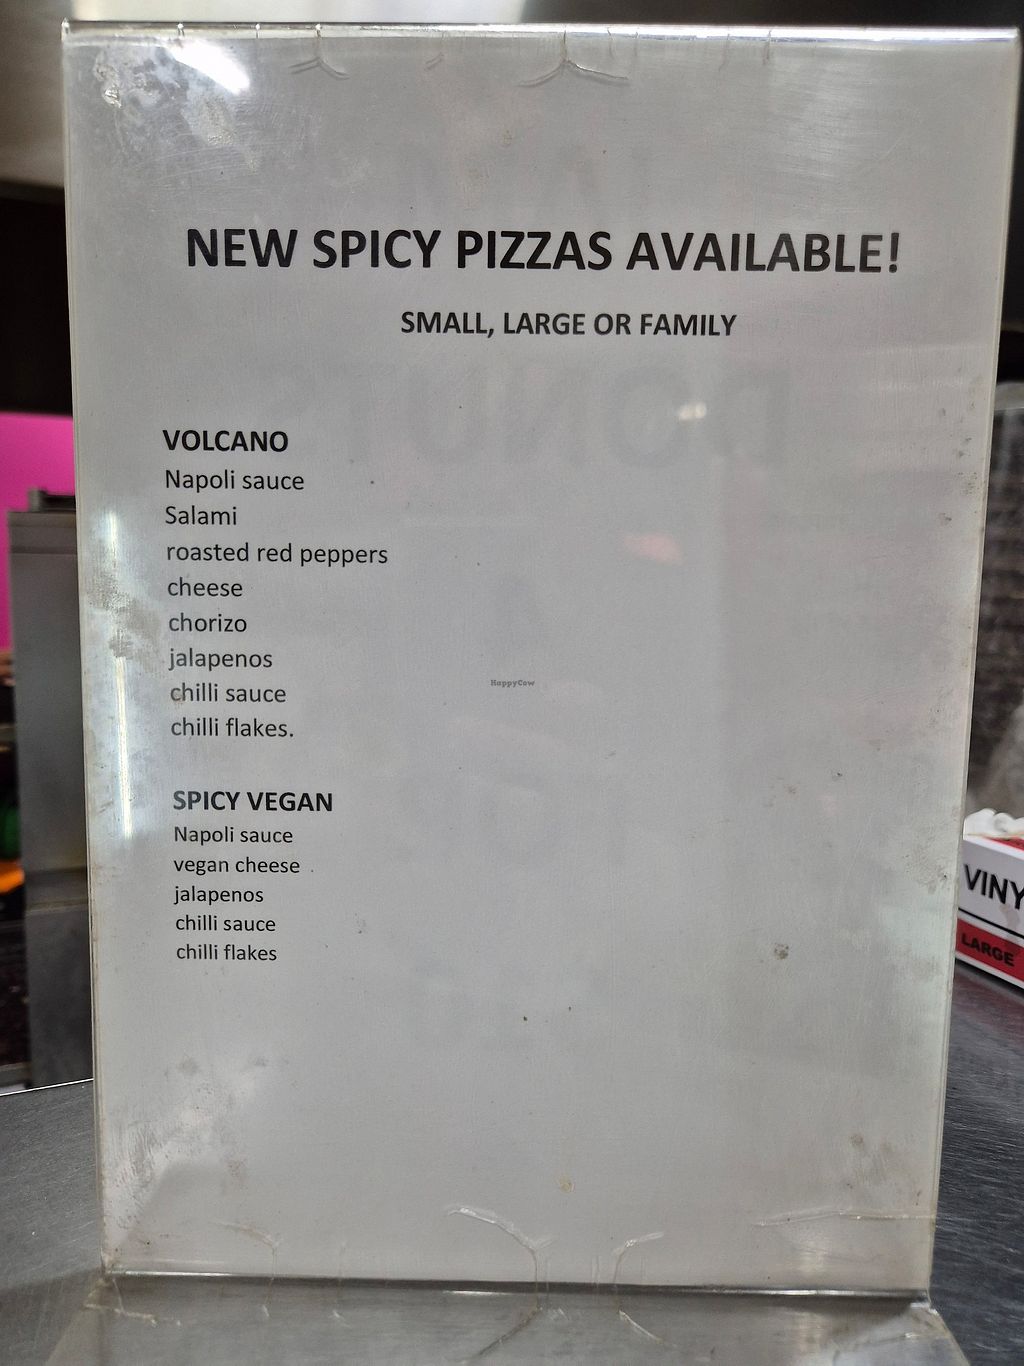 NEW SPICY PIZZAS AVAILABLE!
SMALL, LARGE OR FAMILY
VOLCANO
Napoli sauce
Salami
roasted red peppers
cheese
chorizo
jalapenos
chilli sauce
chilli flakes.
HappyCow
SPICY VEGAN
Napoli sauce
vegan cheese
jalapenos
chilli sauce
chilli flakes
VINY
LARGE